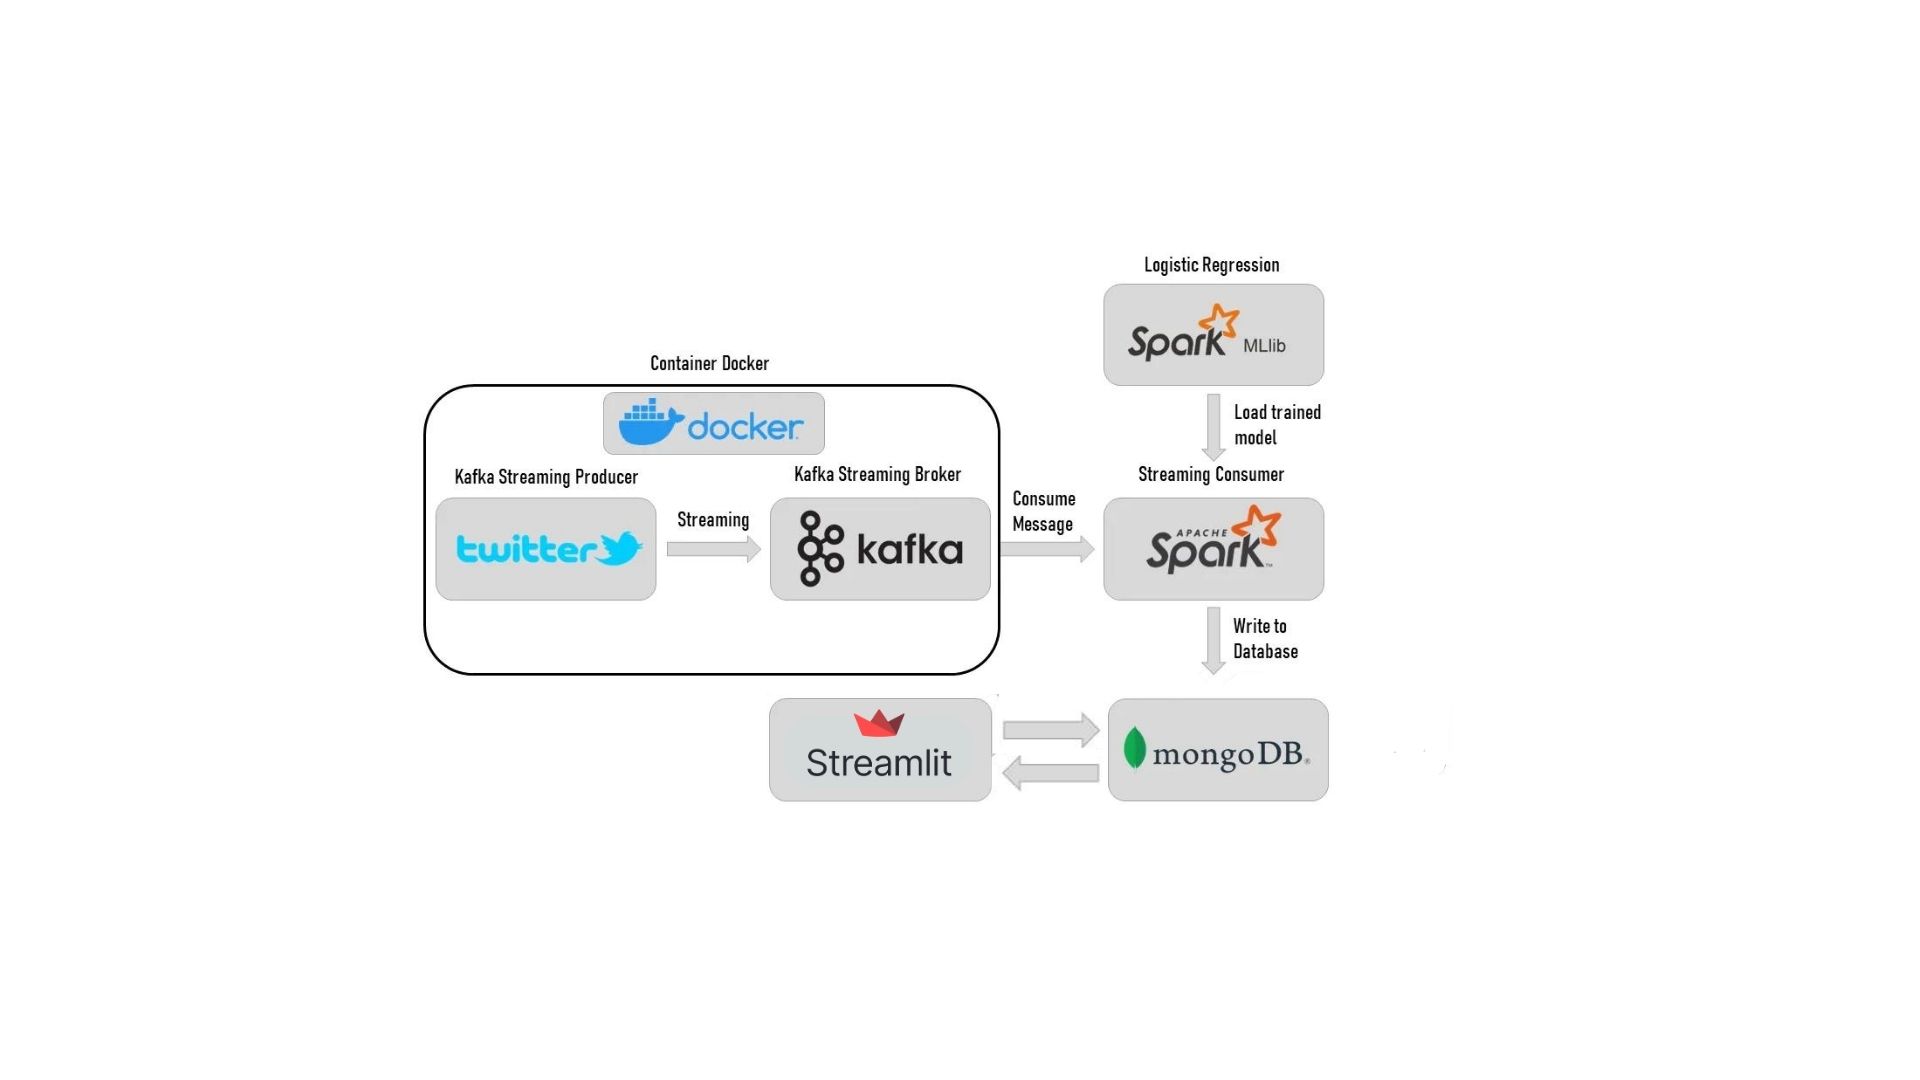 Logistic Regression
Spark MLlib
Container Docker
docker
Load trained
model
Kafka Streaming Producer
Kafka Streaming Broker
Streaming Consumer
Consume
Message
Streaming
twitter
kafka
APACHE
Spark™
Write to
Database
Streamlit
mongoDB®